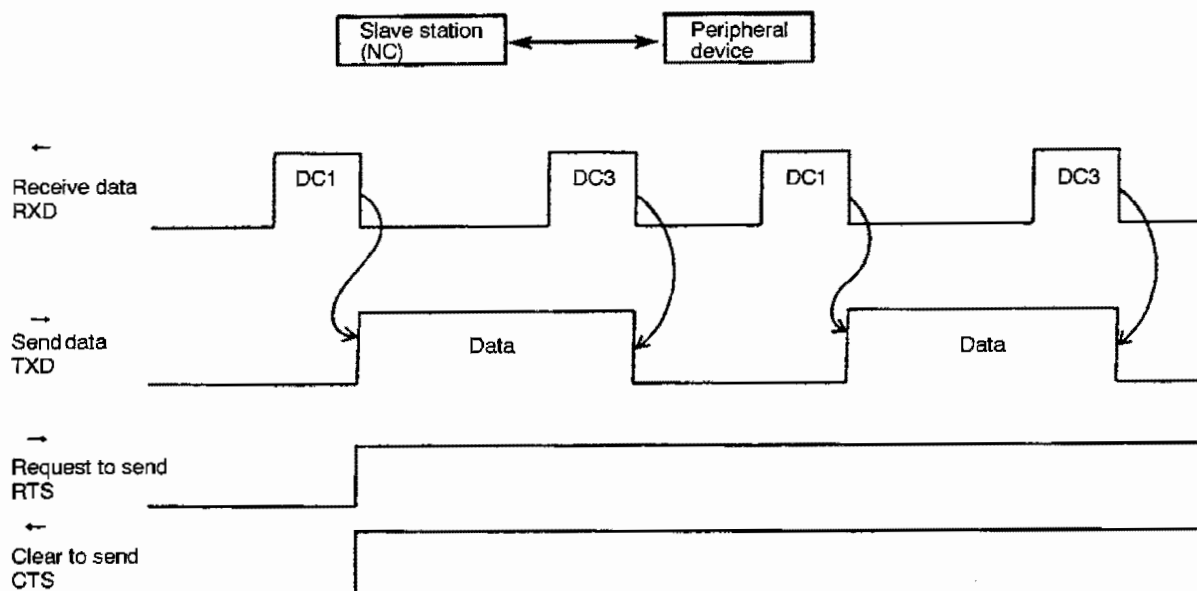 Slave station
(NC)
Peripheral
device
Receive data
RXD
DC1
DC3
DC1
DC3
Send data
TXD
Data
Data
Request to send
RTS
Clear to send
CTS